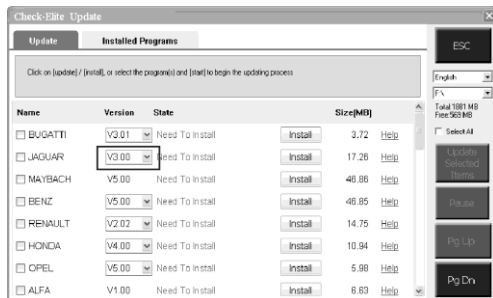 Check-Elite Update
Update Installed Programs
Click on [update] / [install], or select the program(s) and [start] to begin the updating process
Name Version State Size[MB]
BUGATTI V3.01 Need To Install Install 3.72 Help
JAGUAR V3.00 Need To Install Install 17.26 Help
MAYBACH V5.00 Need To Install Install 46.86 Help
BENZ V5.00 Need To Install Install 46.85 Help
RENAULT V2.02 Need To Install Install 14.75 Help
HONDA V4.00 Need To Install Install 10.94 Help
OPEL V5.00 Need To Install Install 5.98 Help
ALFA V1.00 Need To Install Install 6.63 Help
ESC
English
F:\
Total:1881 MB
Free:563 MB
Select All
Update
Selected
Items
Pause
Pg Up
Pg Dn